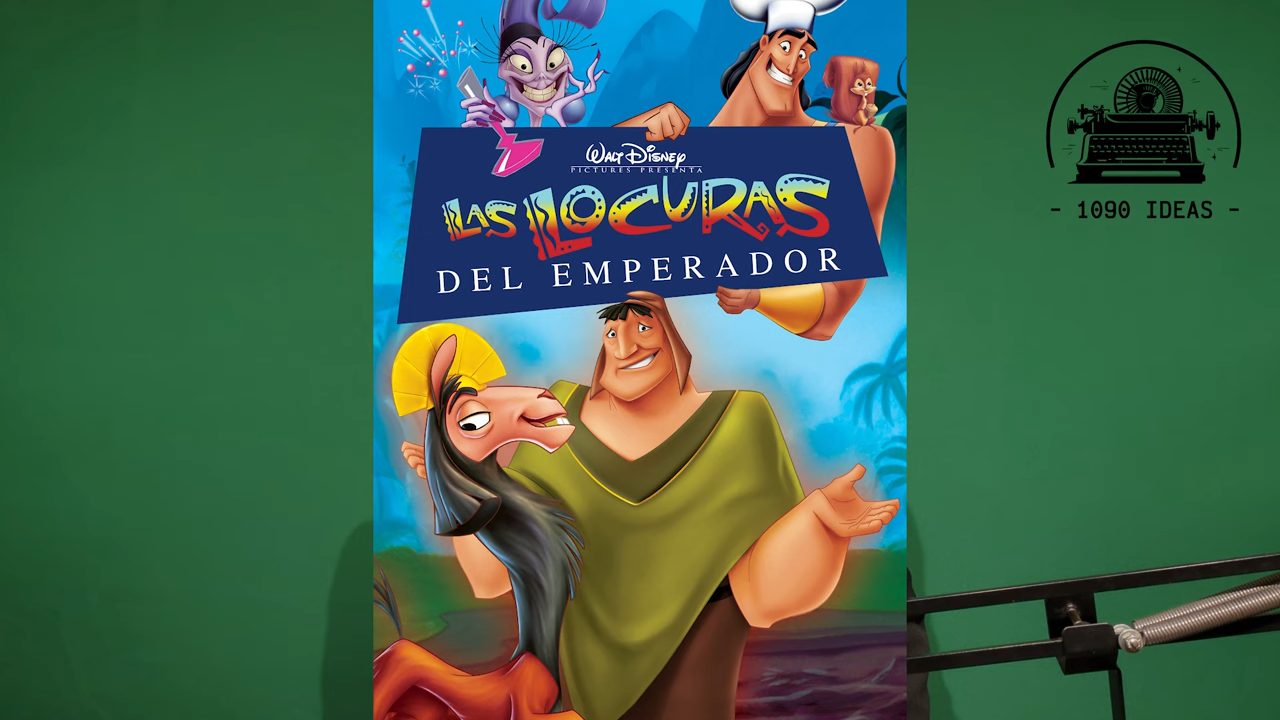 WALT DISNEY
PICTURES PRESENTA
LAS LOCURAS
DEL EMPERADOR
- 1090 IDEAS -